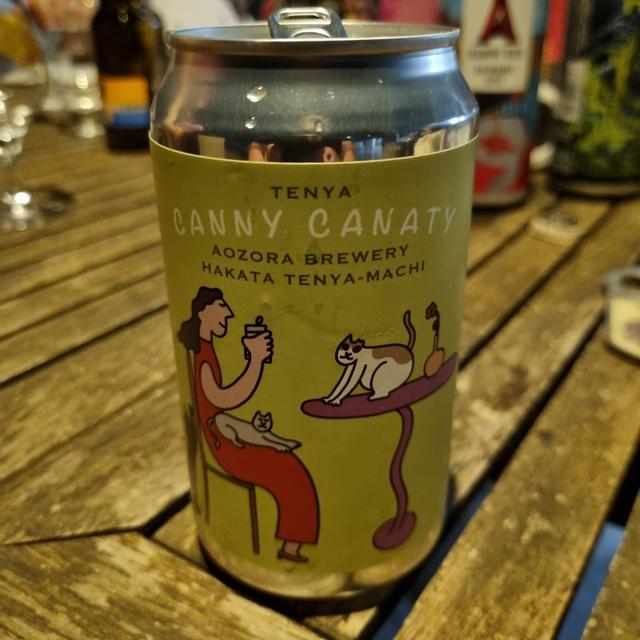 TENYA
CANNY CANATY
AOZORA BREWERY
HAKATA TENYA-MACHI